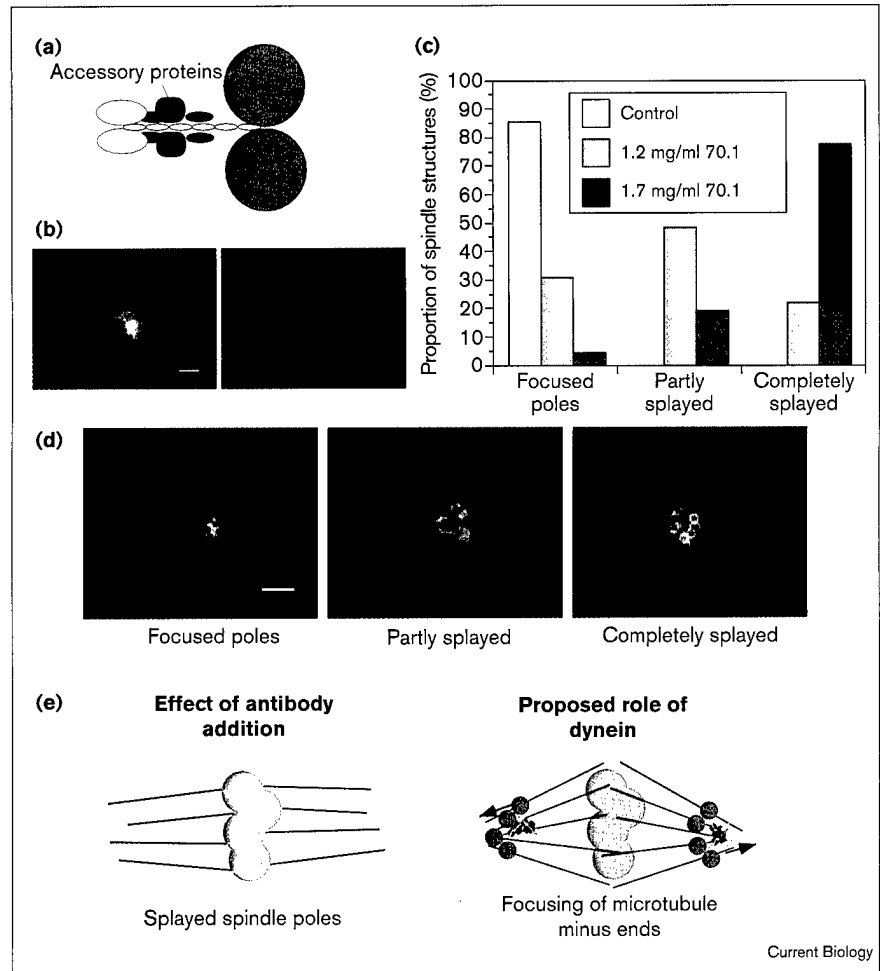 (a)
Accessory proteins
(b)
(c)
Proportion of spindle structures (%)
100
90
80
70
60
50
40
30
20
10
0
Control
1.2 mg/ml 70.1
1.7 mg/ml 70.1
Focused
poles
Partly
splayed
Completely
splayed
(d)
Focused poles
Partly splayed
Completely splayed
(e)
Effect of antibody
addition
Splayed spindle poles
Proposed role of
dynein
Focusing of microtubule
minus ends
Current Biology